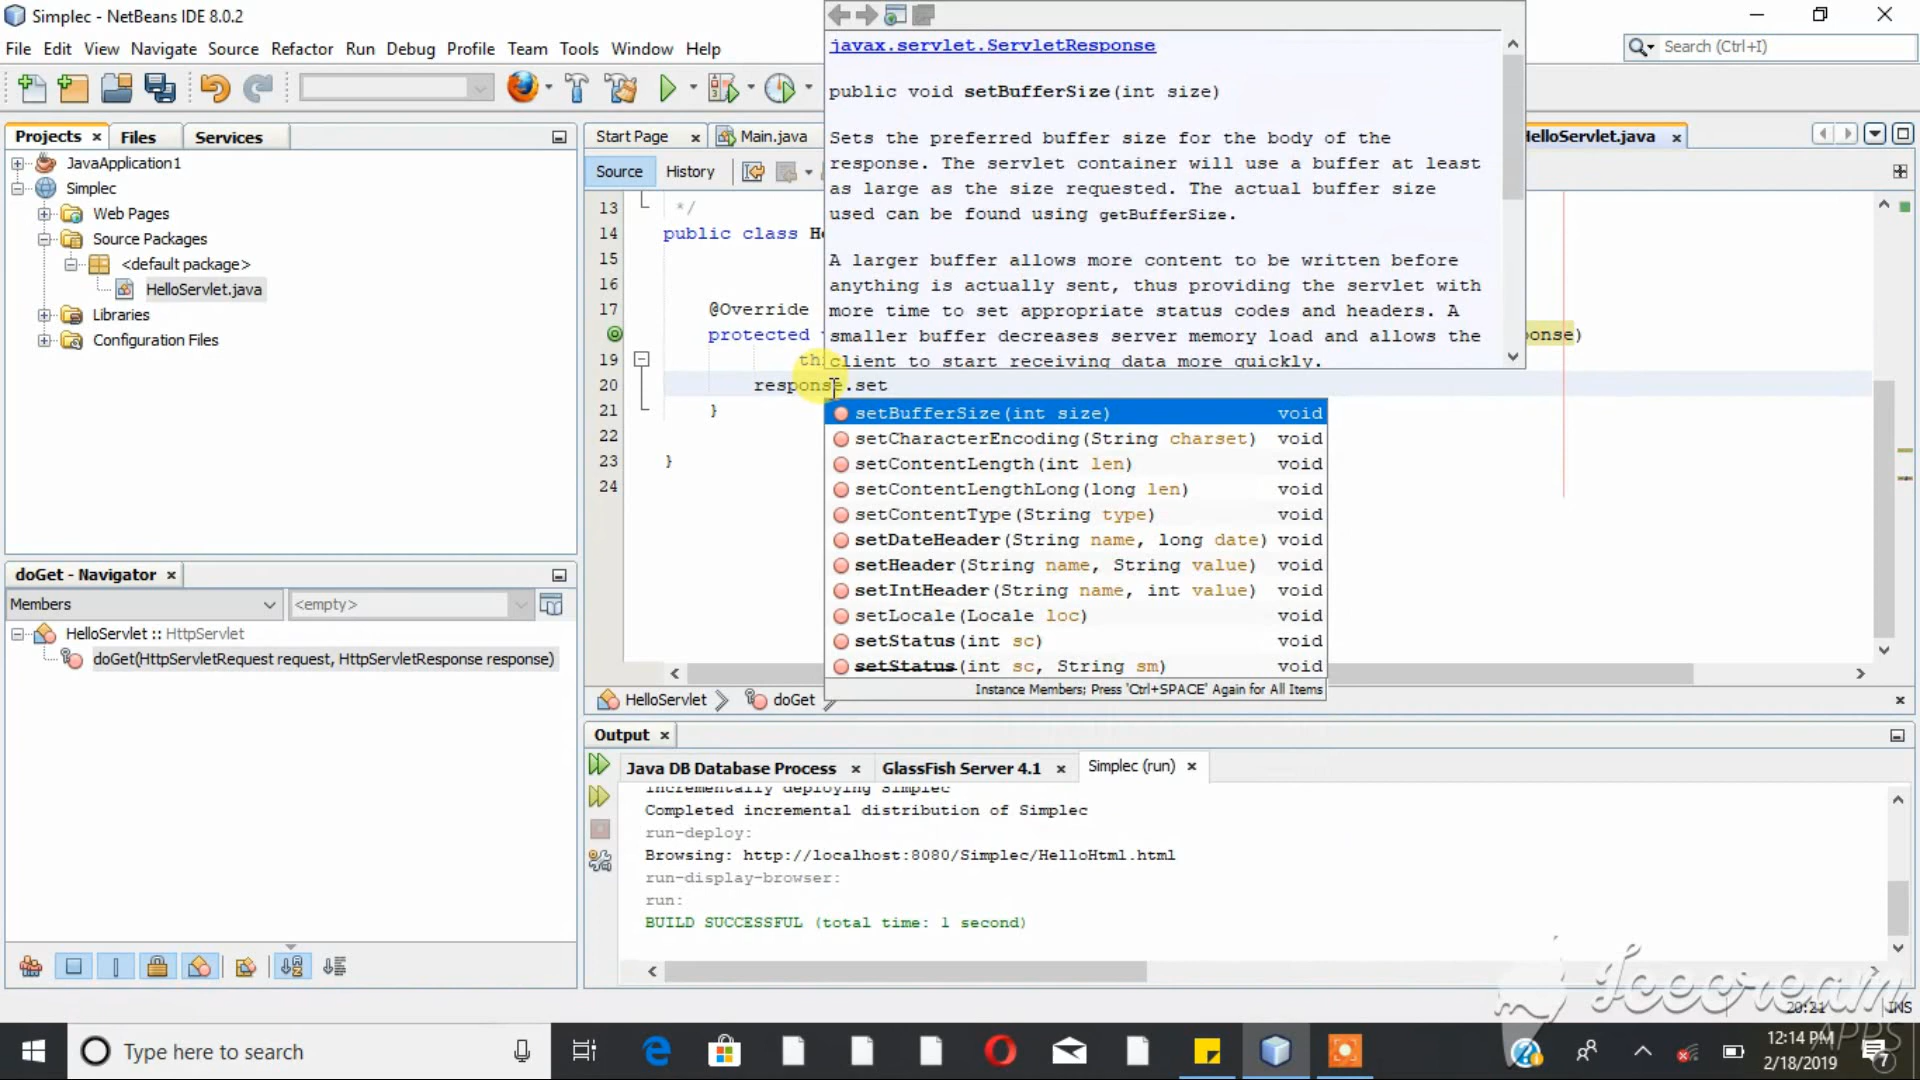 Simplec - NetBeans IDE 8.0.2
File Edit View Navigate Source Refactor Run Debug Profile Team Tools Window Help
Search (Ctrl+I)
Projects Files Services
JavaApplication1
Simplec
Web Pages
Source Packages
<default package>
HelloServlet.java
Libraries
Configuration Files
doGet - Navigator
Members
<empty>
HelloServlet :: HttpServlet
doGet(HttpServletRequest request, HttpServletResponse response)
Start Page Main.java
HelloServlet.java
Source History
13 */
14 public class He
15
16
17 @Override
protected v onse)
19 th
20 response.set
21 }
22
23 }
24
javax.servlet.ServletResponse
public void setBufferSize(int size)
Sets the preferred buffer size for the body of the
response. The servlet container will use a buffer at least
as large as the size requested. The actual buffer size
used can be found using getBufferSize.
A larger buffer allows more content to be written before
anything is actually sent, thus providing the servlet with
more time to set appropriate status codes and headers. A
smaller buffer decreases server memory load and allows the
client to start receiving data more quickly.
setBufferSize(int size) void
setCharacterEncoding(String charset) void
setContentLength(int len) void
setContentLengthLong(long len) void
setContentType(String type) void
setDateHeader(String name, long date) void
setHeader(String name, String value) void
setIntHeader(String name, int value) void
setLocale(Locale loc) void
setStatus(int sc) void
setStatus(int sc, String sm) void
Instance Members; Press 'Ctrl+SPACE' Again for All Items
HelloServlet doGet
Output
Java DB Database Process GlassFish Server 4.1 Simplec (run)
Incrementally deploying Simplec
Completed incremental distribution of Simplec
run-deploy:
Browsing: http://localhost:8080/Simplec/HelloHtml.html
run-display-browser:
run:
BUILD SUCCESSFUL (total time: 1 second)
Icecream
APPS
20:21 INS
Type here to search
12:14 PM
2/18/2019
7